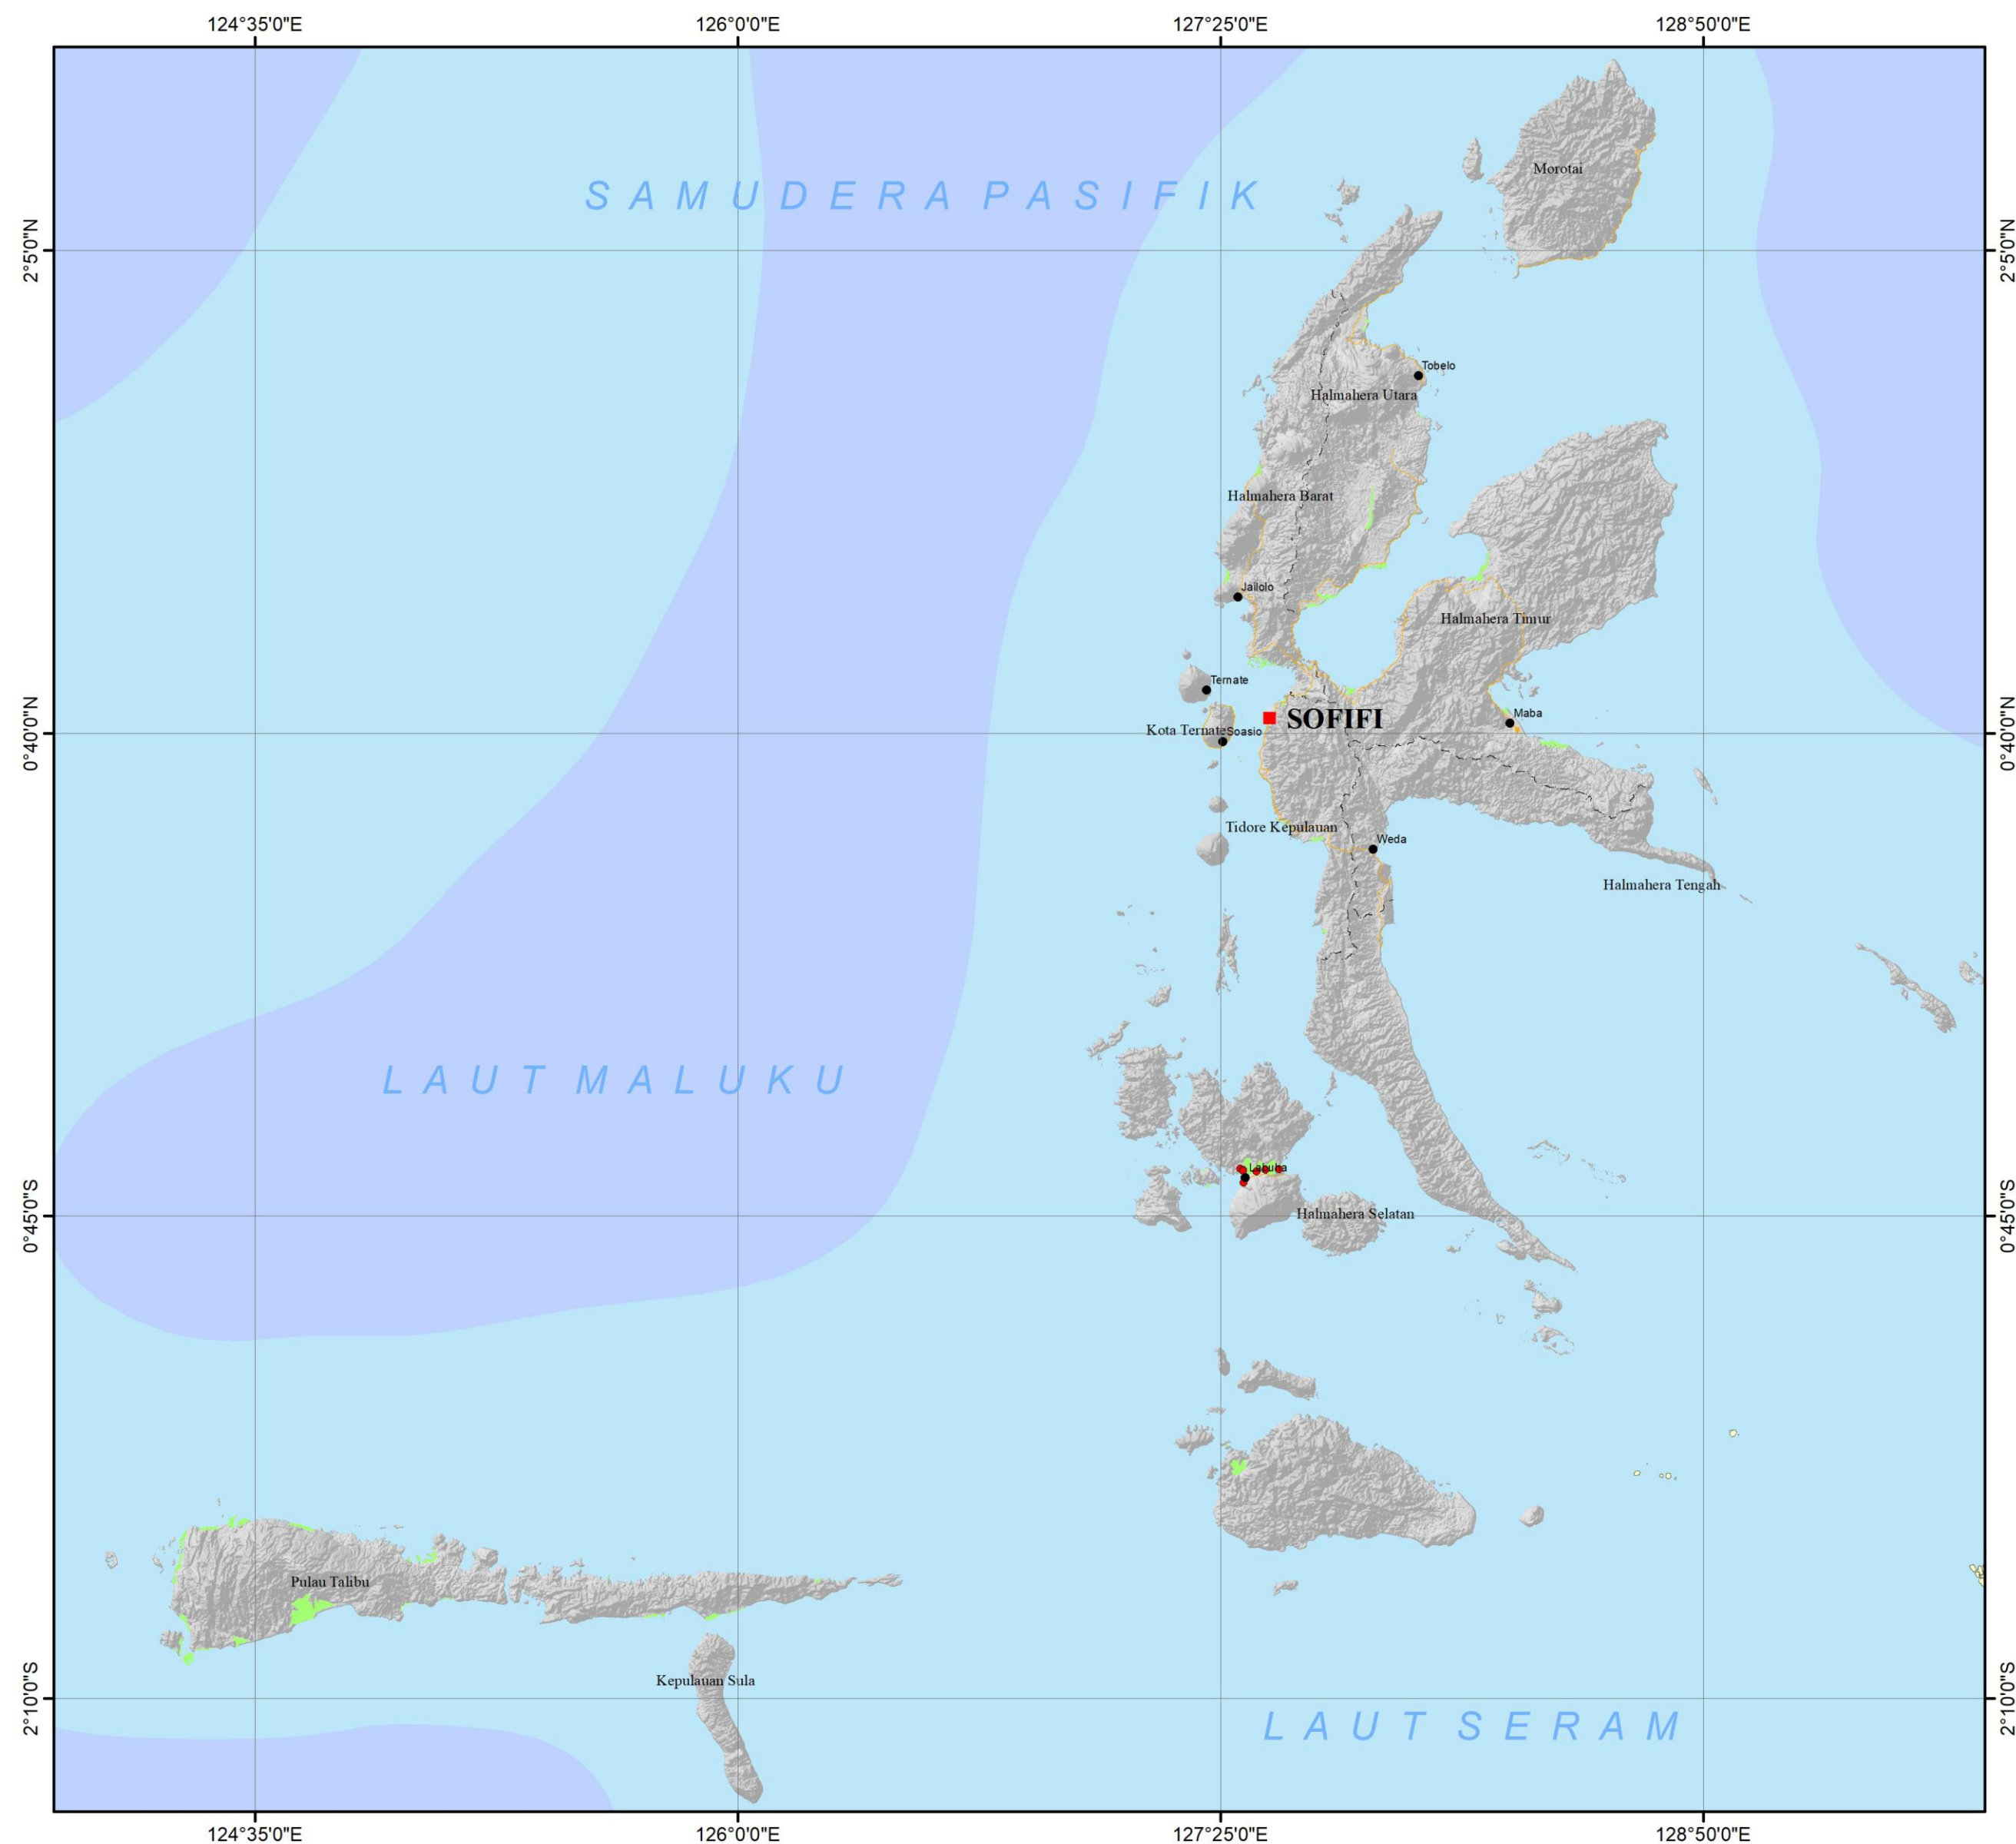 124°35'0"E 126°0'0"E 127°25'0"E 128°50'0"E
Morotai
S A M U D E R A P A S I F I K
2°5'0"N 2°5'0"N
Tobelo
Halmahera Utara
Halmahera Barat
Jailolo
Halmahera Timur
Ternate
Maba
SOFIFI
Kota Ternate Soasio
0°40'0"N 0°40'0"N
Tidore Kepulauan
Weda
Halmahera Tengah
L A U T M A L U K U
Labuha
Halmahera Selatan
0°45'0"S 0°45'0"S
Pulau Talibu
Kepulauan Sula
2°10'0"S 2°10'0"S
L A U T S E R A M
124°35'0"E 126°0'0"E 127°25'0"E 128°50'0"E